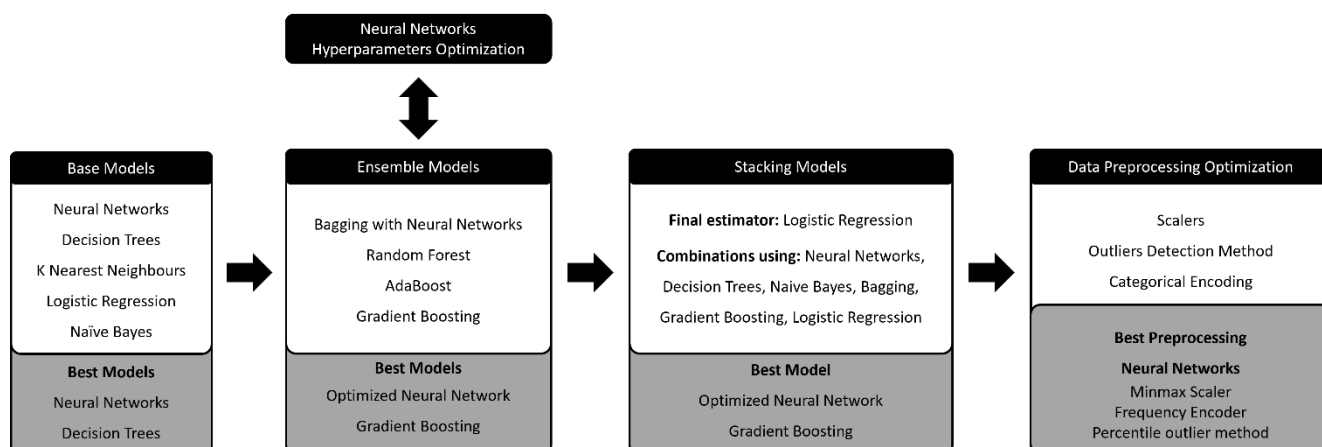 Neural Networks
Hyperparameters Optimization
Base Models
Neural Networks
Decision Trees
K Nearest Neighbours
Logistic Regression
Naïve Bayes
Best Models
Neural Networks
Decision Trees
Ensemble Models
Bagging with Neural Networks
Random Forest
AdaBoost
Gradient Boosting
Best Models
Optimized Neural Network
Gradient Boosting
Stacking Models
Final estimator: Logistic Regression
Combinations using: Neural Networks,
Decision Trees, Naive Bayes, Bagging,
Gradient Boosting, Logistic Regression
Best Model
Optimized Neural Network
Gradient Boosting
Data Preprocessing Optimization
Scalers
Outliers Detection Method
Categorical Encoding
Best Preprocessing
Neural Networks
Minmax Scaler
Frequency Encoder
Percentile outlier method